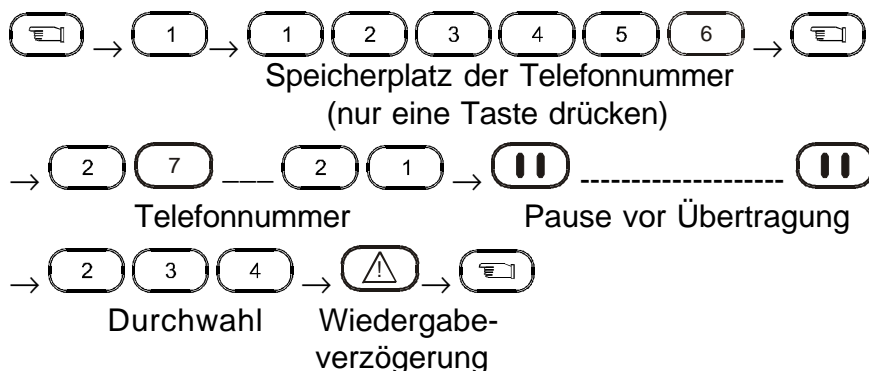 → 1 → 1 2 3 4 5 6 →
Speicherplatz der Telefonnummer
(nur eine Taste drücken)
→ 2 7 ___ 2 1 → ❚❚ -------------------- ❚❚
Telefonnummer Pause vor Übertragung
→ 2 3 4 → ⚠ →
Durchwahl Wiedergabe-
verzögerung